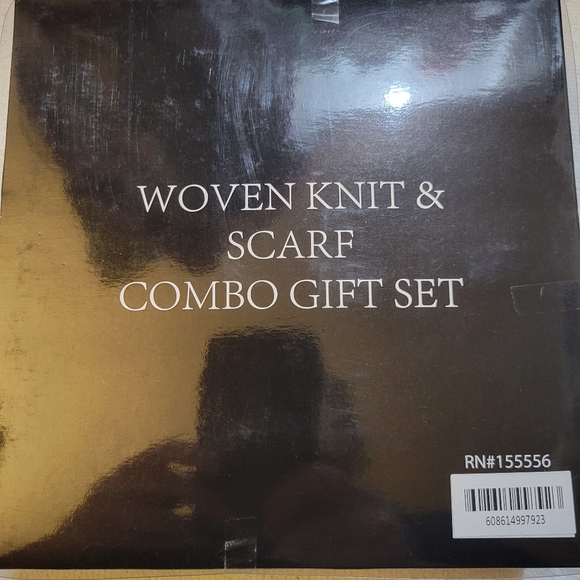 WOVEN KNIT &
SCARF
COMBO GIFT SET
RN#155556
608614997923